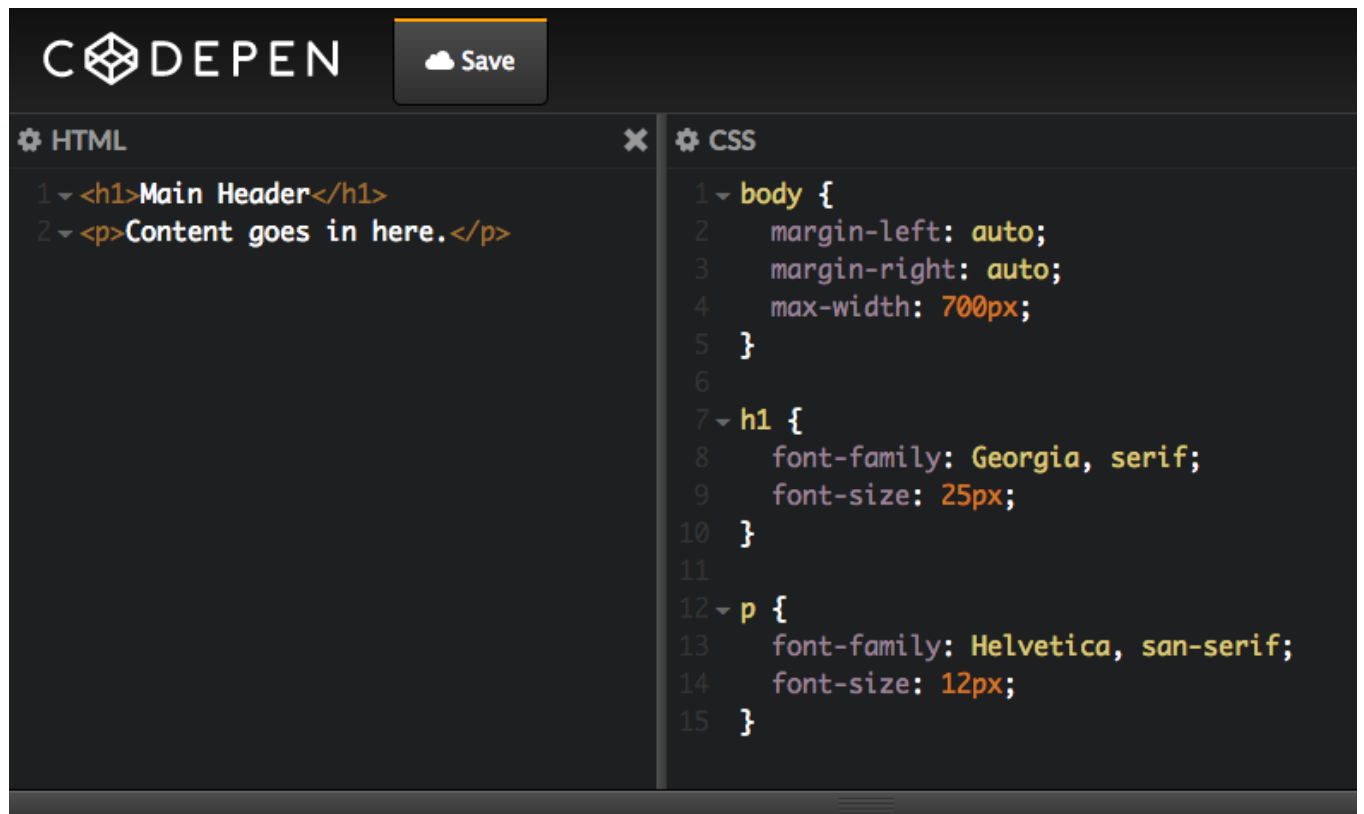 CODEPEN
Save
HTML
1 <h1>Main Header</h1>
2 <p>Content goes in here.</p>
CSS
1 body {
2 margin-left: auto;
3 margin-right: auto;
4 max-width: 700px;
5 }
6
7 h1 {
8 font-family: Georgia, serif;
9 font-size: 25px;
10 }
11
12 p {
13 font-family: Helvetica, san-serif;
14 font-size: 12px;
15 }